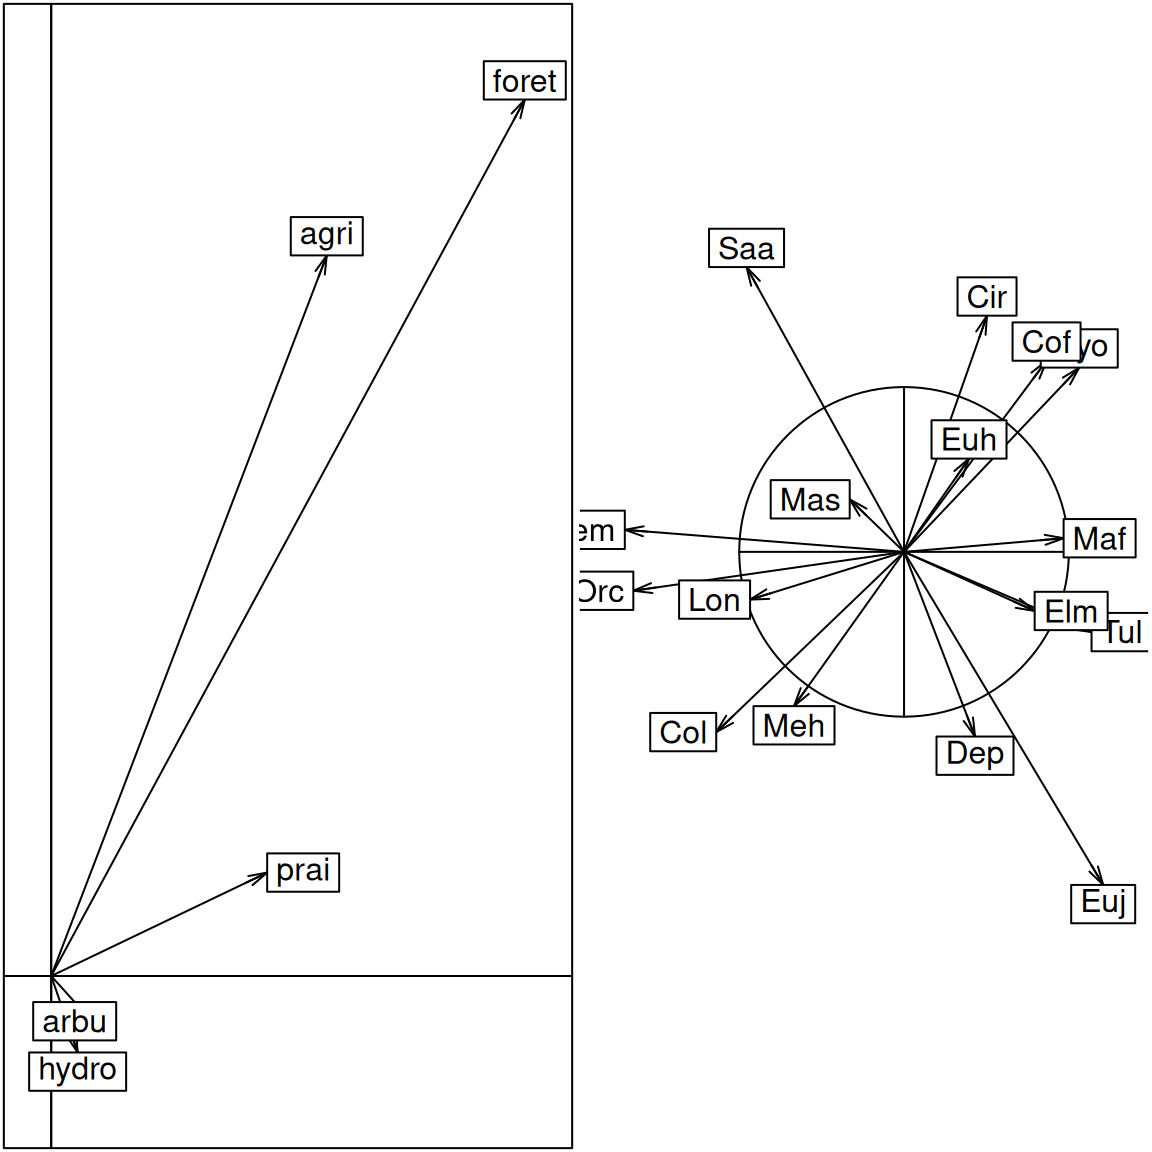 foret
agri
prai
arbu
hydro
Saa
Cir
Cof
yo
Euh
Mas
em
Maf
Orc
Lon
Elm
Tul
Col
Meh
Dep
Euj